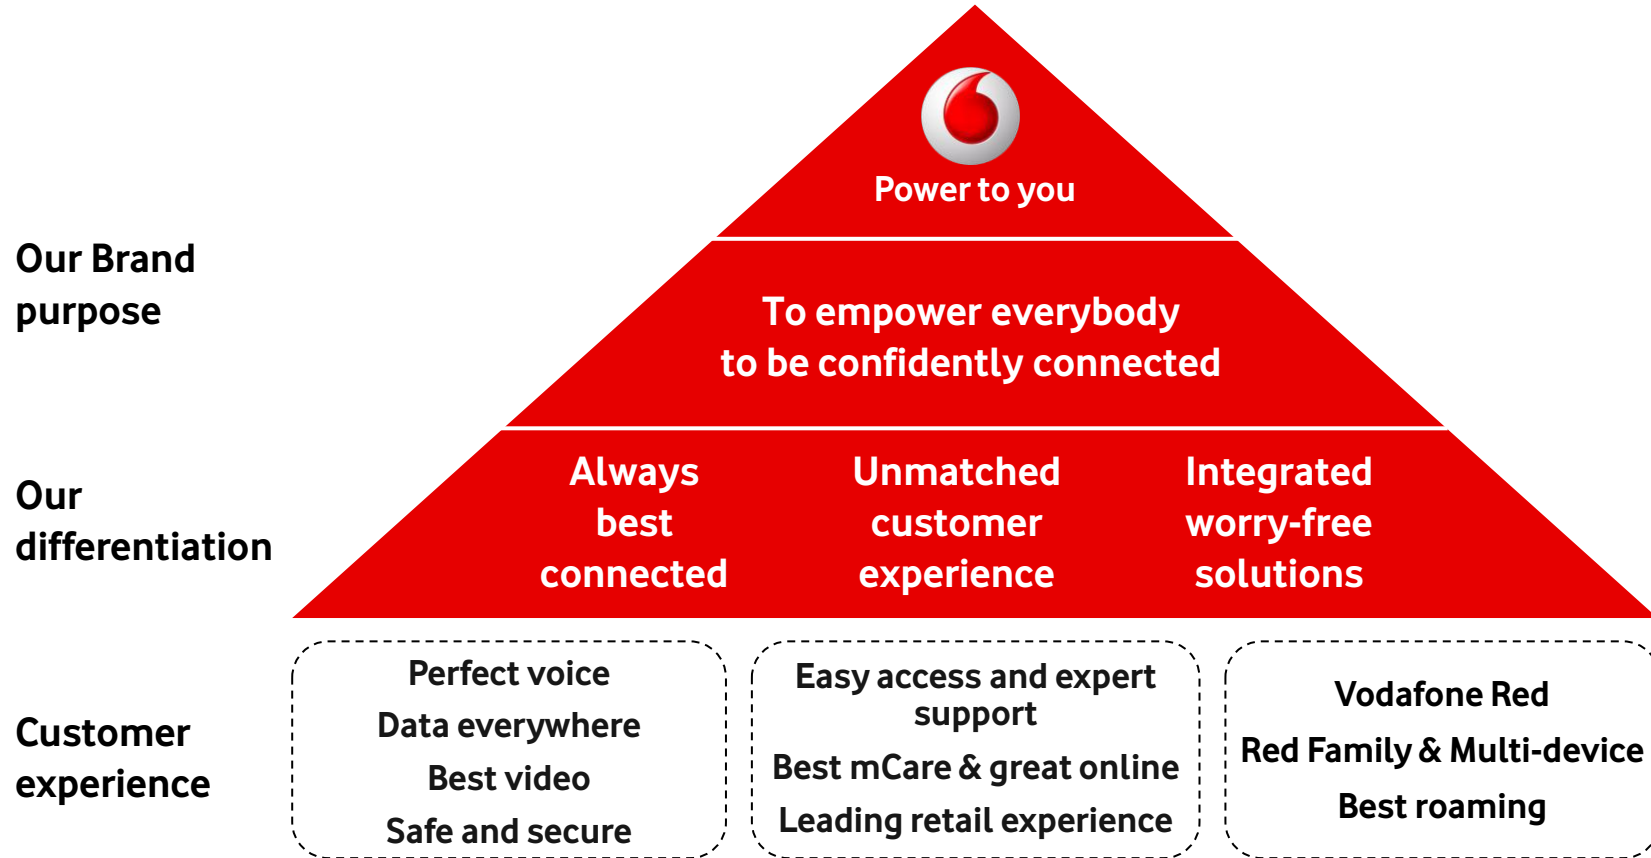 Power to you
Our Brand
purpose
To empower everybody
to be confidently connected
Our
differentiation
Always
best
connected
Unmatched
customer
experience
Integrated
worry-free
solutions
Customer
experience
Perfect voice
Data everywhere
Best video
Safe and secure
Easy access and expert
support
Best mCare & great online
Leading retail experience
Vodafone Red
Red Family & Multi-device
Best roaming